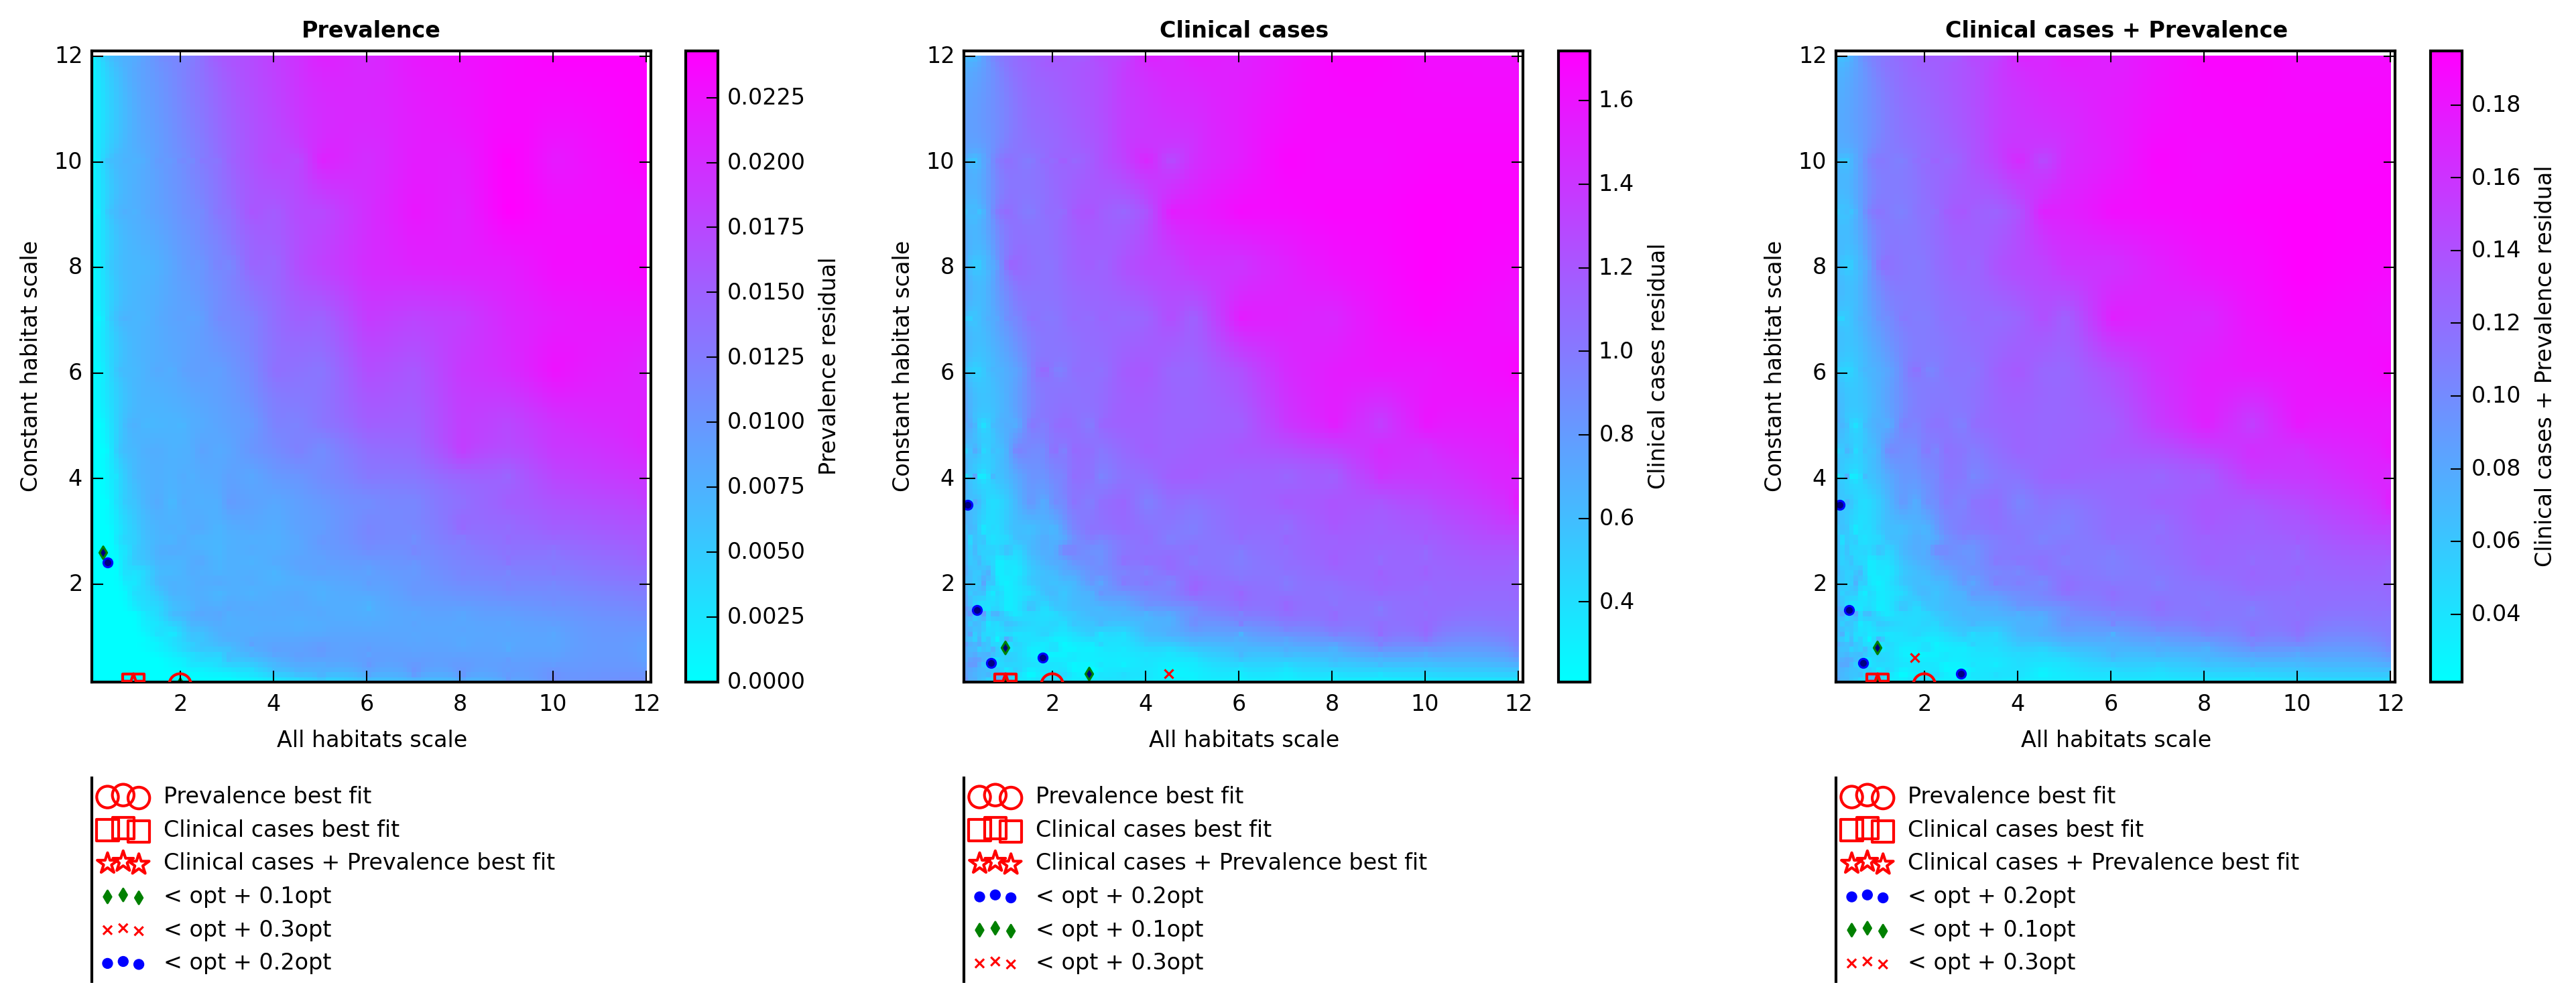 Prevalence
12
10
8
6
4
2
Constant habitat scale
2 4 6 8 10 12
All habitats scale
0.0225
0.0200
0.0175
0.0150
0.0125
0.0100
0.0075
0.0050
0.0025
0.0000
Prevalence residual
Prevalence best fit
Clinical cases best fit
Clinical cases + Prevalence best fit
< opt + 0.1opt
< opt + 0.3opt
< opt + 0.2opt
Clinical cases
12
10
8
6
4
2
Constant habitat scale
2 4 6 8 10 12
All habitats scale
1.6
1.4
1.2
1.0
0.8
0.6
0.4
Clinical cases residual
Prevalence best fit
Clinical cases best fit
Clinical cases + Prevalence best fit
< opt + 0.2opt
< opt + 0.1opt
< opt + 0.3opt
Clinical cases + Prevalence
12
10
8
6
4
2
Constant habitat scale
2 4 6 8 10 12
All habitats scale
0.18
0.16
0.14
0.12
0.10
0.08
0.06
0.04
Clinical cases + Prevalence residual
Prevalence best fit
Clinical cases best fit
Clinical cases + Prevalence best fit
< opt + 0.2opt
< opt + 0.1opt
< opt + 0.3opt